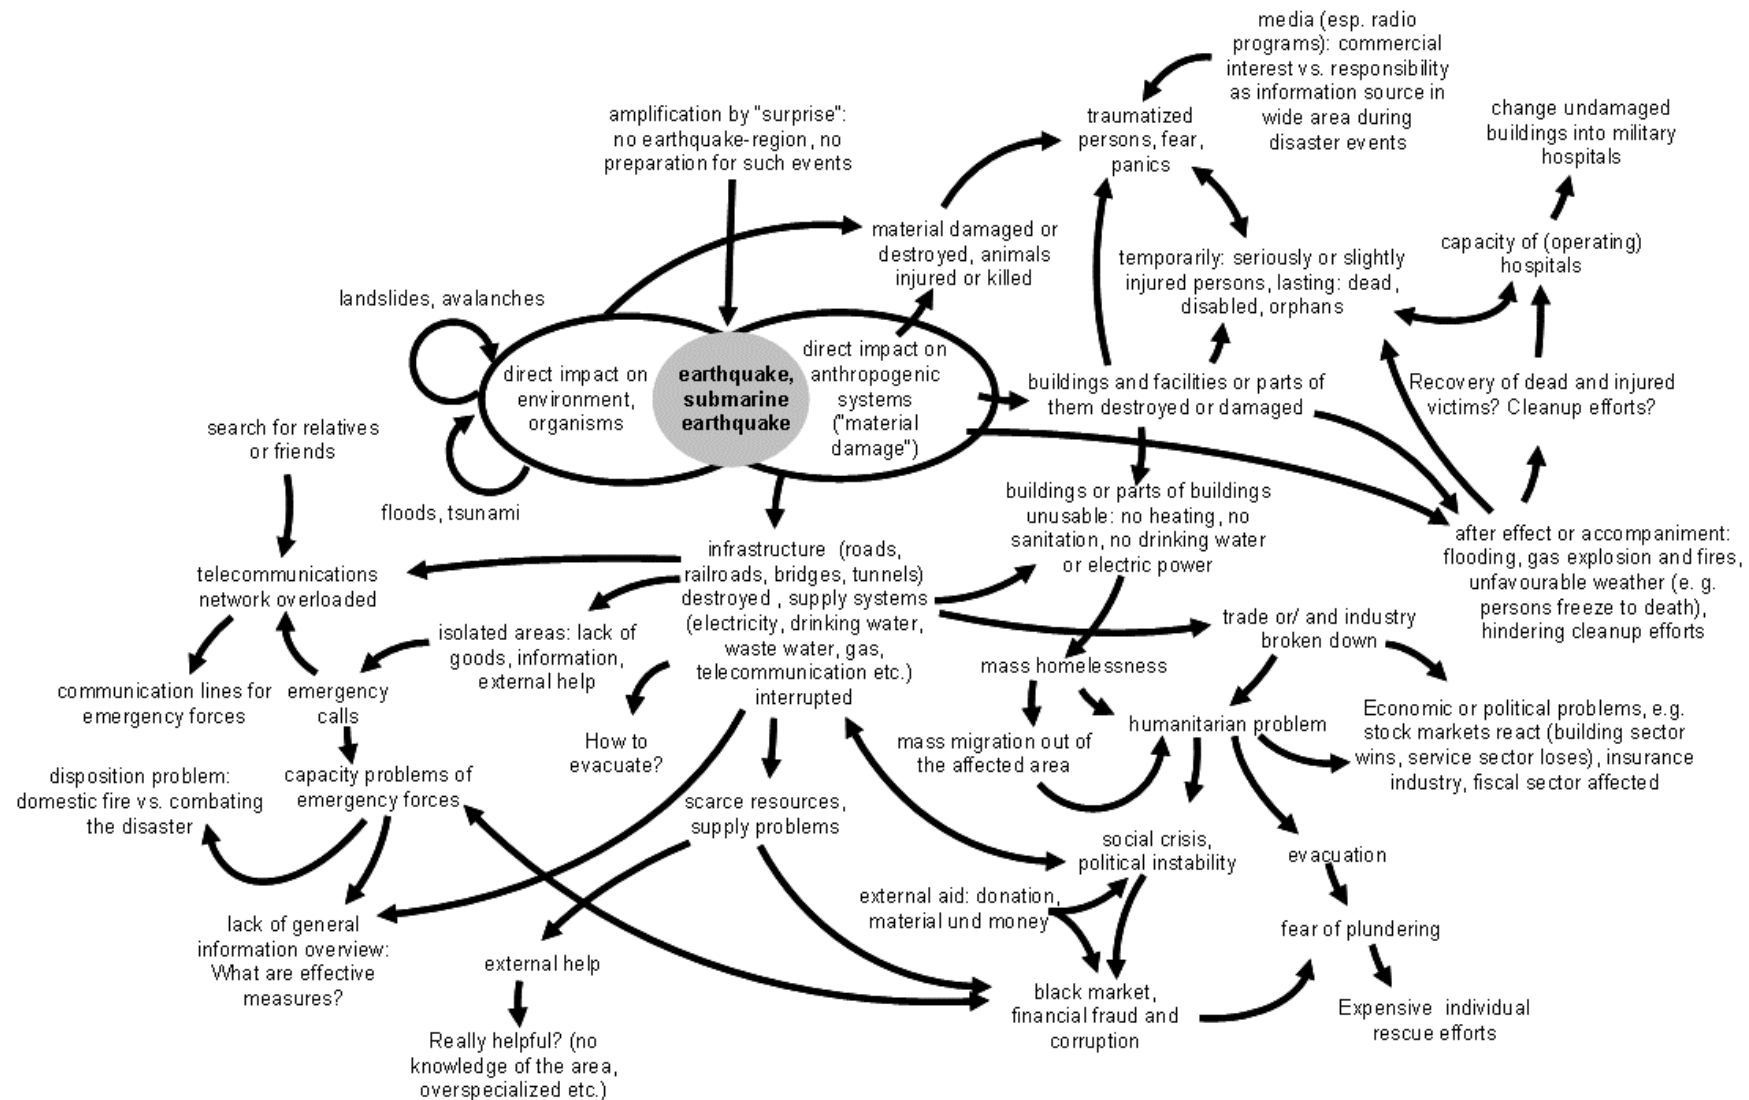 media (esp. radio
programs): commercial
interest vs. responsibility
as information source in
wide area during
disaster events
amplification by "surprise":
no earthquake-region, no
preparation for such events
traumatized
persons, fear,
panics
change undamaged
buildings into military
hospitals
material damaged or
destroyed, animals
injured or killed
temporarily: seriously or slightly
injured persons, lasting: dead,
disabled, orphans
capacity of (operating)
hospitals
landslides, avalanches
direct impact on
environment,
organisms
earthquake,
submarine
earthquake
direct impact on
anthropogenic
systems
("material
damage")
buildings and facilities or parts of
them destroyed or damaged
Recovery of dead and injured
victims? Cleanup efforts?
search for relatives
or friends
floods, tsunami
buildings or parts of buildings
unusable: no heating, no
sanitation, no drinking water
or electric power
after effect or accompaniment:
flooding, gas explosion and fires,
unfavourable weather (e. g.
persons freeze to death),
hindering cleanup efforts
telecommunications
network overloaded
infrastructure (roads,
railroads, bridges, tunnels)
destroyed , supply systems
(electricity, drinking water,
waste water, gas,
telecommunication etc.)
interrupted
isolated areas: lack of
goods, information,
external help
trade or/ and industry
broken down
mass homelessness
communication lines for
emergency forces
emergency
calls
How to
evacuate?
mass migration out of
the affected area
humanitarian problem
Economic or political problems, e.g.
stock markets react (building sector
wins, service sector loses), insurance
industry, fiscal sector affected
disposition problem:
domestic fire vs. combating
the disaster
capacity problems of
emergency forces
scarce resources,
supply problems
social crisis,
political instability
evacuation
external aid: donation,
material und money
lack of general
information overview:
What are effective
measures?
external help
fear of plundering
black market,
financial fraud and
corruption
Expensive individual
rescue efforts
Really helpful? (no
knowledge of the area,
overspecialized etc.)